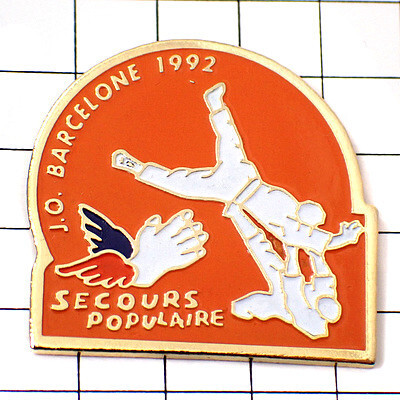 J.O. BARCELONE 1992
SECOURS
POPULAIRE